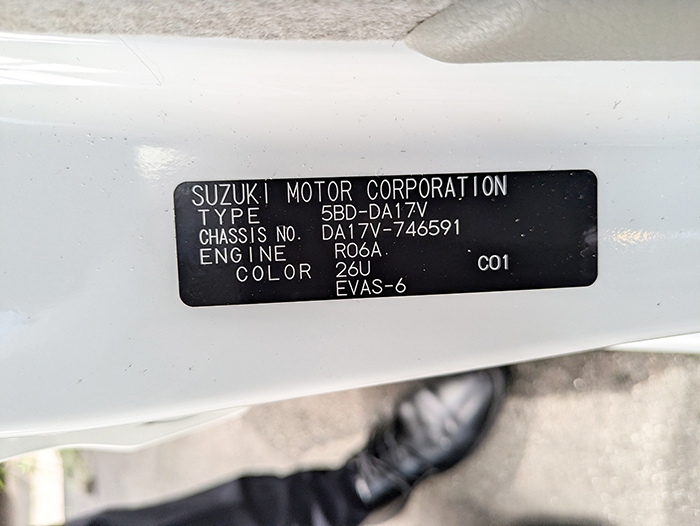 SUZUKI MOTOR CORPORATION
TYPE 5BD-DA17V
CHASSIS NO. DA17V-746591
ENGINE R06A
COLOR 26U C01
EVAS-6